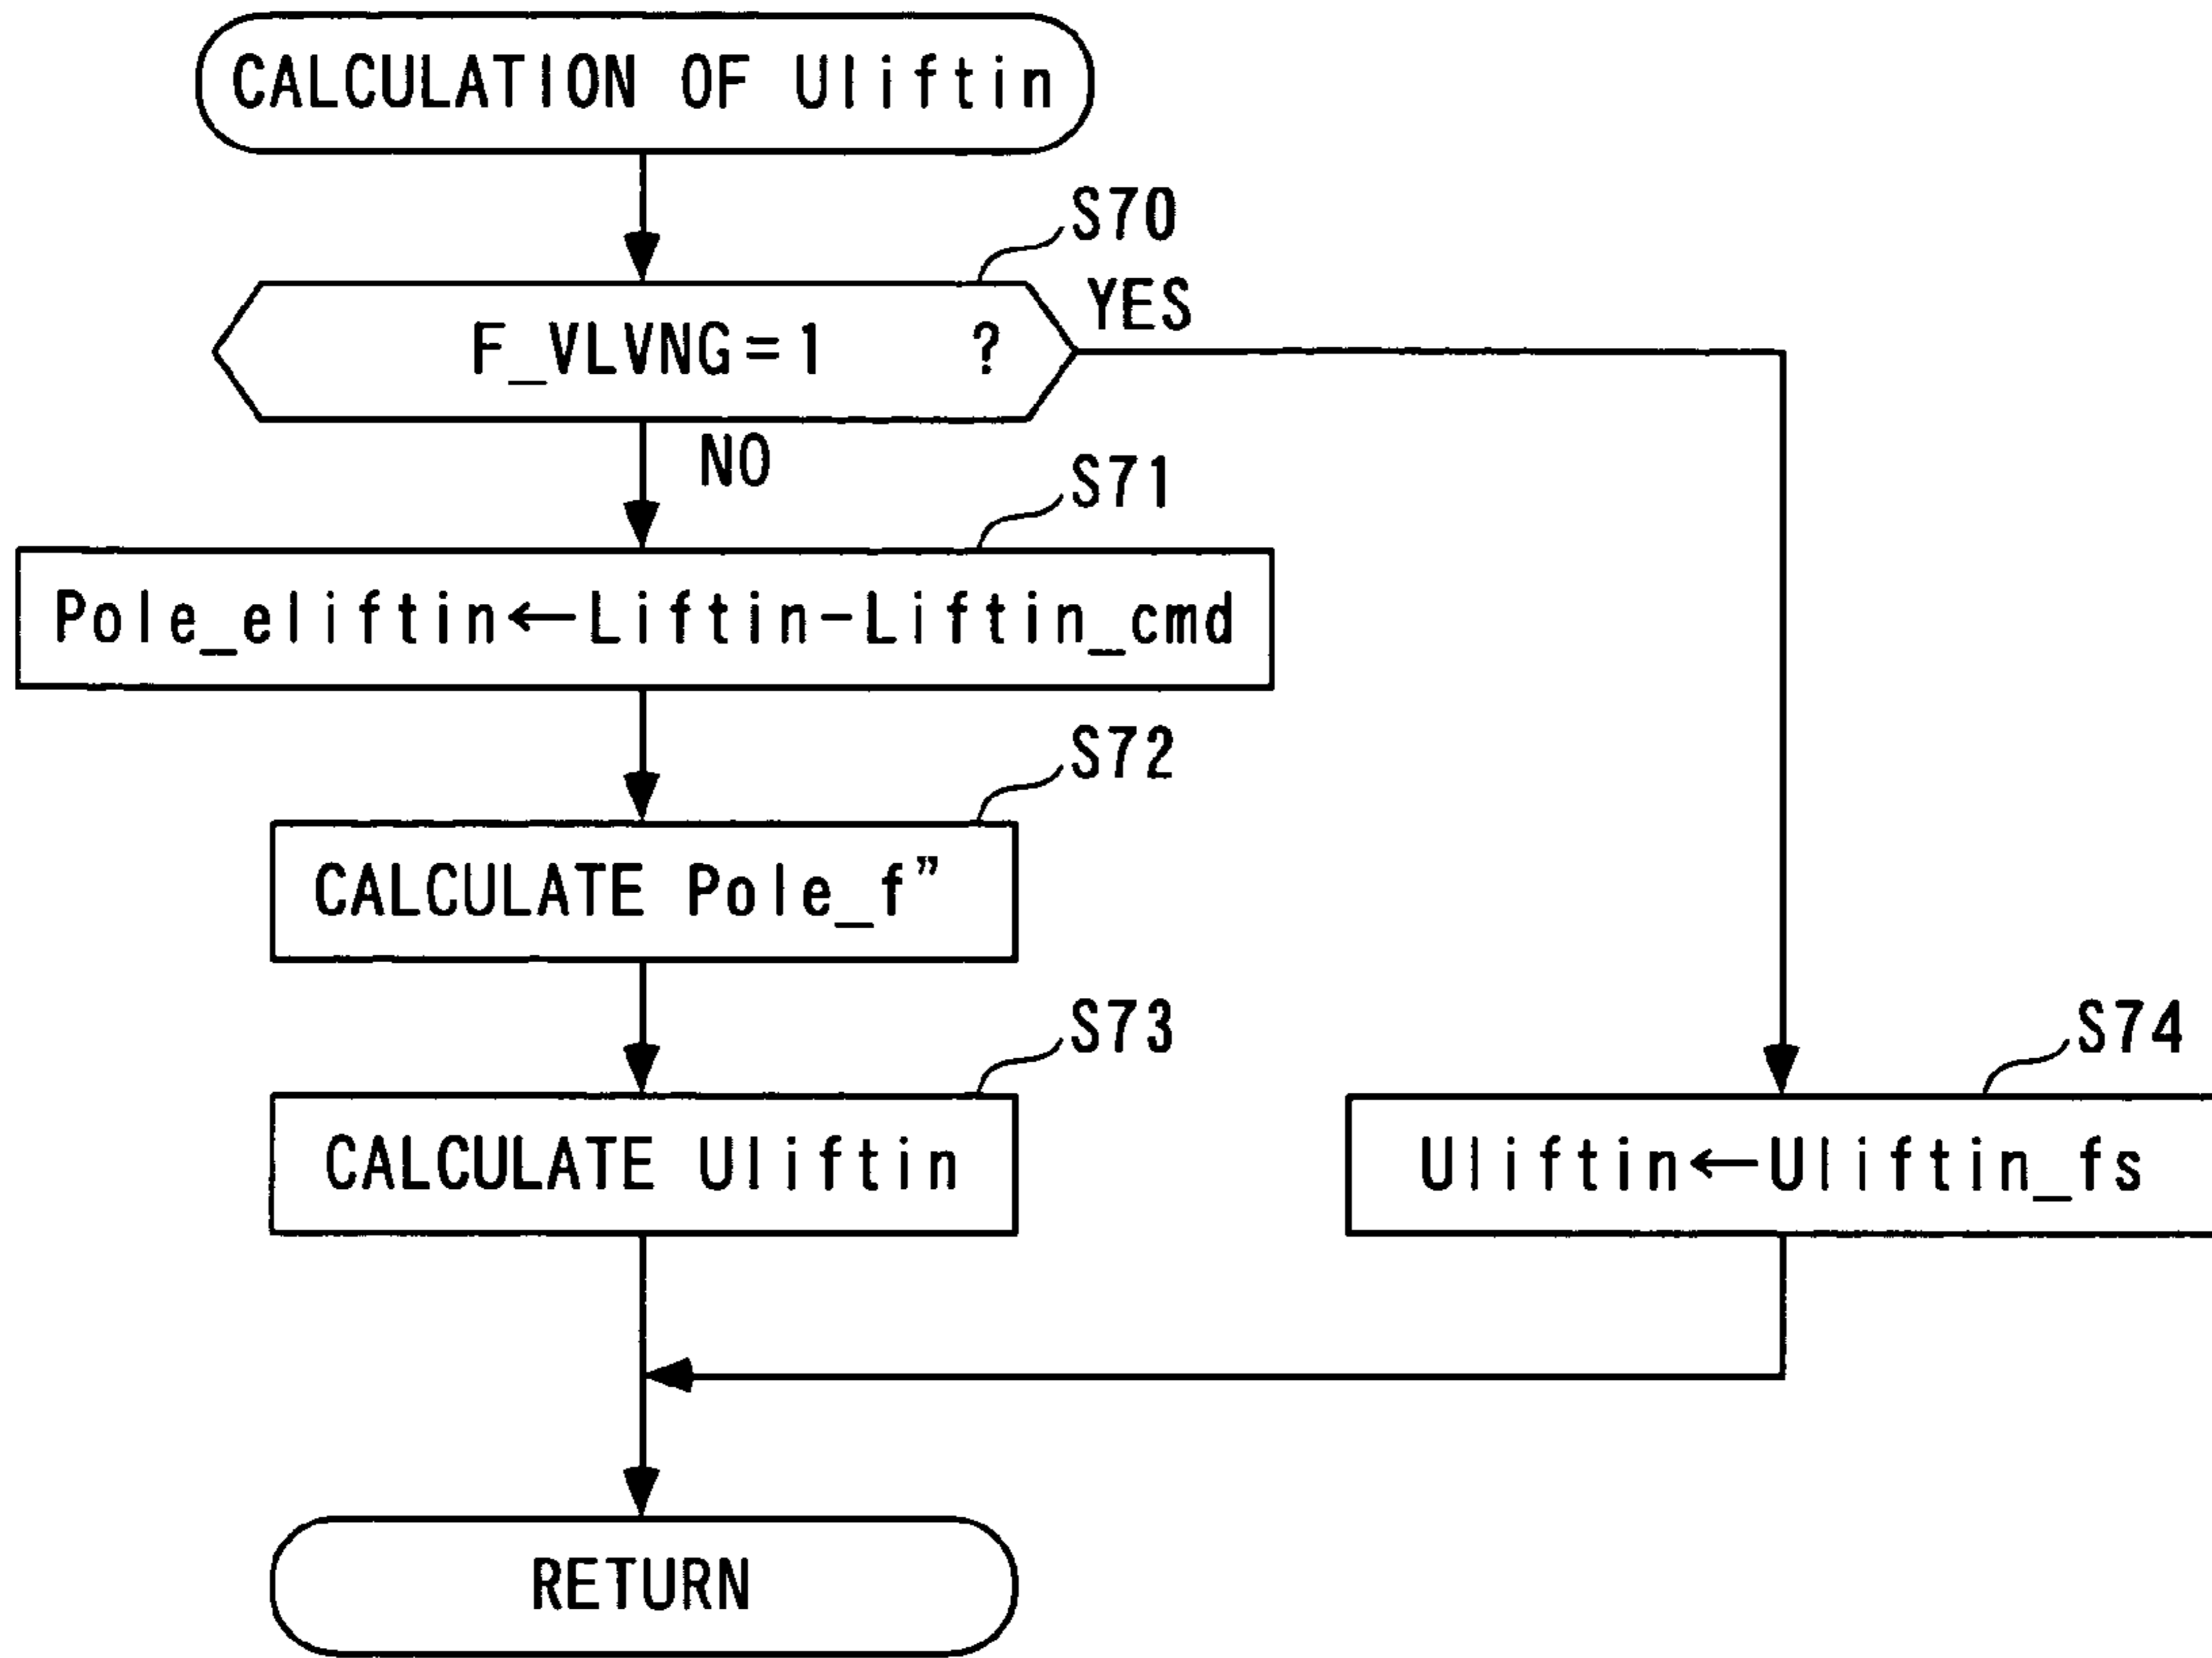 CALCULATION OF Uliftin
S70
F_VLVNG=1 ?
YES
NO
S71
Pole_eliftin←Liftin-Liftin_cmd
S72
CALCULATE Pole_f”
S73
CALCULATE Uliftin
S74
Uliftin←Uliftin_fs
RETURN